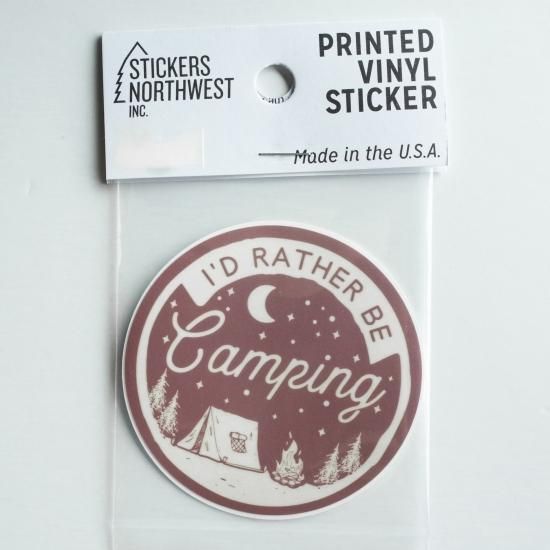 STICKERS
NORTHWEST
INC.
PRINTED
VINYL
STICKER
Made in the U.S.A.
I'D RATHER BE
Camping